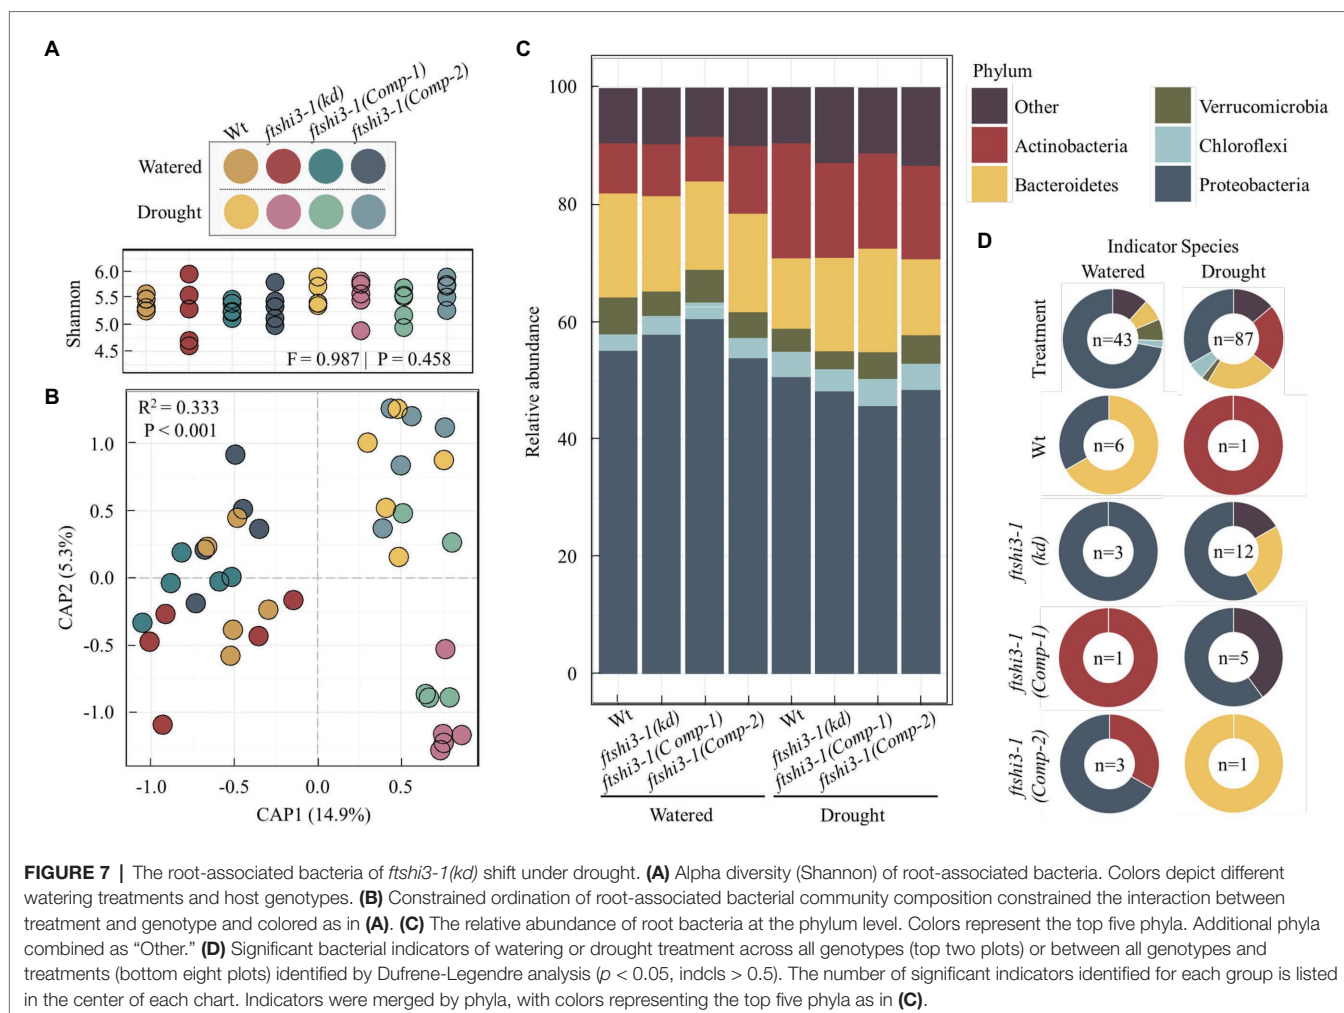 A
Wt
ftshi3-1(kd)
ftshi3-1(Comp-1)
ftshi3-1(Comp-2)
Watered
Drought
Shannon
6.0
5.5
5.0
4.5
F = 0.987 | P = 0.458
B
R² = 0.333
P < 0.001
CAP2 (5.3%)
1.0
0.5
0.0
-0.5
-1.0
-1.0
-0.5
0.0
0.5
CAP1 (14.9%)
C
Relative abundance
100
80
60
40
20
0
Wt
ftshi3-1(kd)
ftshi3-1(C omp-1)
ftshi3-1(Comp-2)
Wt
ftshi3-1(kd)
ftshi3-1(Comp-1)
ftshi3-1(Comp-2)
Watered
Drought
Phylum
Other
Actinobacteria
Bacteroidetes
Verrucomicrobia
Chloroflexi
Proteobacteria
D
Indicator Species
Watered
Drought
Treatment
n=43
n=87
Wt
n=6
n=1
ftshi3-1
(kd)
n=3
n=12
ftshi3-1
(Comp-1)
n=1
n=5
ftshi3-1
(Comp-2)
n=3
n=1
FIGURE 7 | The root-associated bacteria of ftshi3-1(kd) shift under drought. (A) Alpha diversity (Shannon) of root-associated bacteria. Colors depict different
watering treatments and host genotypes. (B) Constrained ordination of root-associated bacterial community composition constrained the interaction between
treatment and genotype and colored as in (A). (C) The relative abundance of root bacteria at the phylum level. Colors represent the top five phyla. Additional phyla
combined as “Other.” (D) Significant bacterial indicators of watering or drought treatment across all genotypes (top two plots) or between all genotypes and
treatments (bottom eight plots) identified by Dufrene-Legendre analysis (p < 0.05, indcls > 0.5). The number of significant indicators identified for each group is listed
in the center of each chart. Indicators were merged by phyla, with colors representing the top five phyla as in (C).